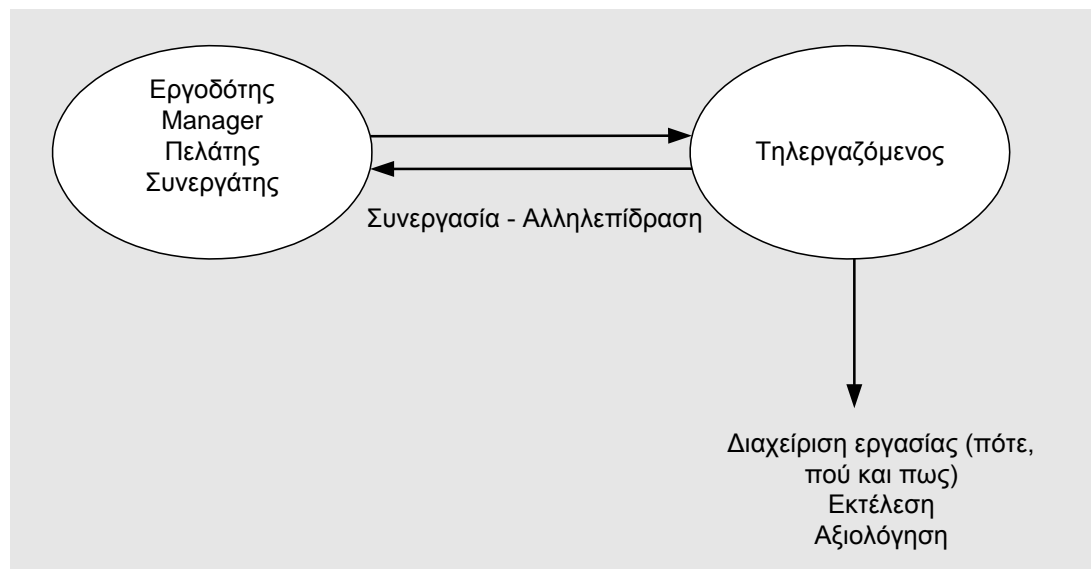 Εργοδότης
Manager
Πελάτης
Συνεργάτης
Τηλεργαζόμενος
Συνεργασία - Αλληλεπίδραση
Διαχείριση εργασίας (πότε,
πού και πως)
Εκτέλεση
Αξιολόγηση